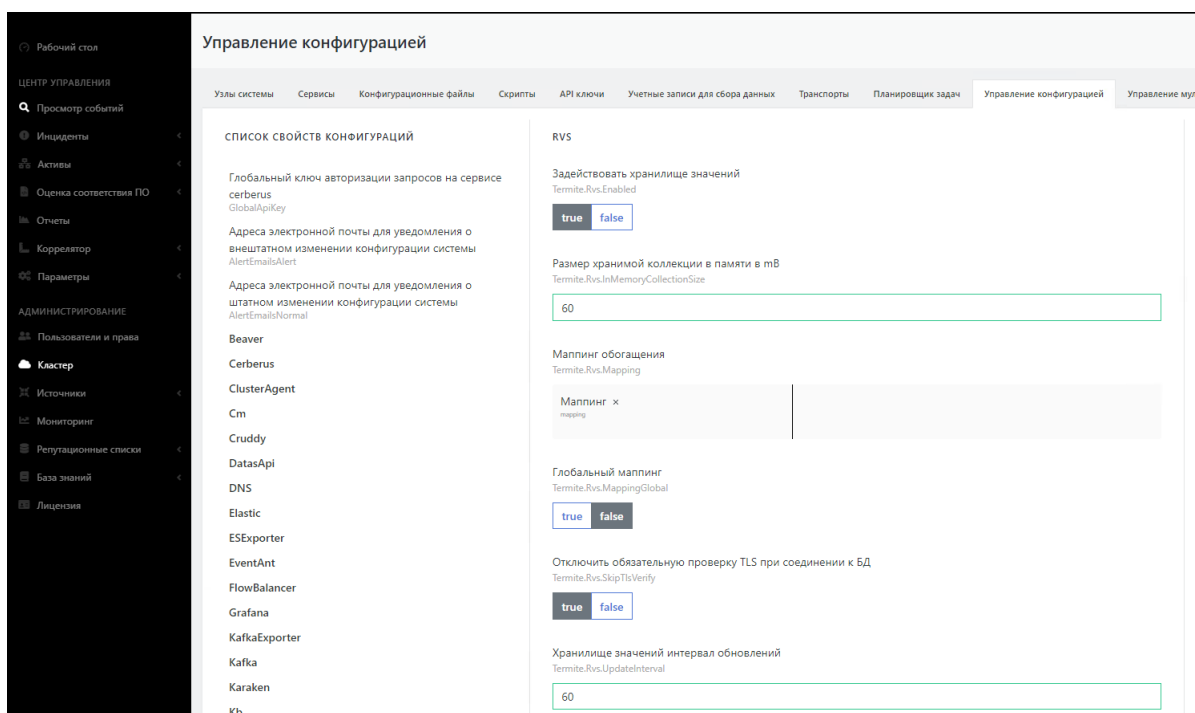 Рабочий стол
ЦЕНТР УПРАВЛЕНИЯ
Просмотр событий
Инциденты
Активы
Оценка соответствия ПО
Отчеты
Коррелятор
Параметры
АДМИНИСТРИРОВАНИЕ
Пользователи и права
Кластер
Источники
Мониторинг
Репутационные списки
База знаний
Лицензия
Управление конфигурацией
Узлы системы Сервисы Конфигурационные файлы Скрипты API ключи Учетные записи для сбора данных Транспорты Планировщик задач Управление конфигурацией Управление мул
СПИСОК СВОЙСТВ КОНФИГУРАЦИЙ
Глобальный ключ авторизации запросов на сервисе
cerberus
GlobalApiKey
Адреса электронной почты для уведомления о
внештатном изменении конфигурации системы
AlertEmailsAlert
Адреса электронной почты для уведомления о
штатном изменении конфигурации системы
AlertEmailsNormal
Beaver
Cerberus
ClusterAgent
Cm
Cruddy
DatasApi
DNS
Elastic
ESExporter
EventAnt
FlowBalancer
Grafana
KafkaExporter
Kafka
Karaken
Kb
RVS
Задействовать хранилище значений
Termite.Rvs.Enabled
true false
Размер хранимой коллекции в памяти в mB
Termite.Rvs.InMemoryCollectionSize
60
Маппинг обогащения
Termite.Rvs.Mapping
Маппинг ×
mapping
Глобальный маппинг
Termite.Rvs.MappingGlobal
true false
Отключить обязательную проверку TLS при соединении к БД
Termite.Rvs.SkipTlsVerify
true false
Хранилище значений интервал обновлений
Termite.Rvs.UpdateInterval
60